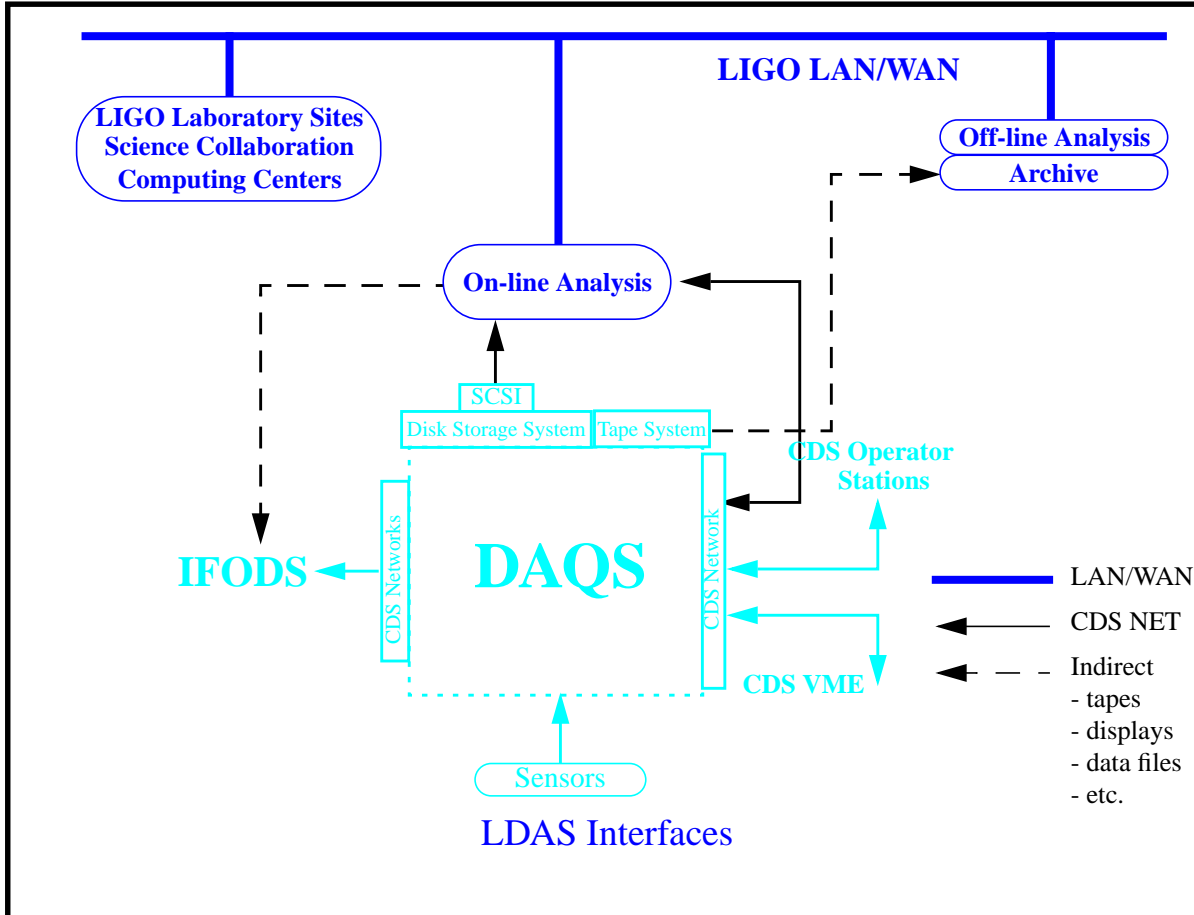 LIGO LAN/WAN
LIGO Laboratory Sites
Science Collaboration
Computing Centers
Off-line Analysis
Archive
On-line Analysis
SCSI
Disk Storage System
Tape System
CDS Operator
Stations
CDS Networks
IFODS
DAQS
CDS Network
CDS VME
Sensors
LDAS Interfaces
LAN/WAN
CDS NET
Indirect
- tapes
- displays
- data files
- etc.